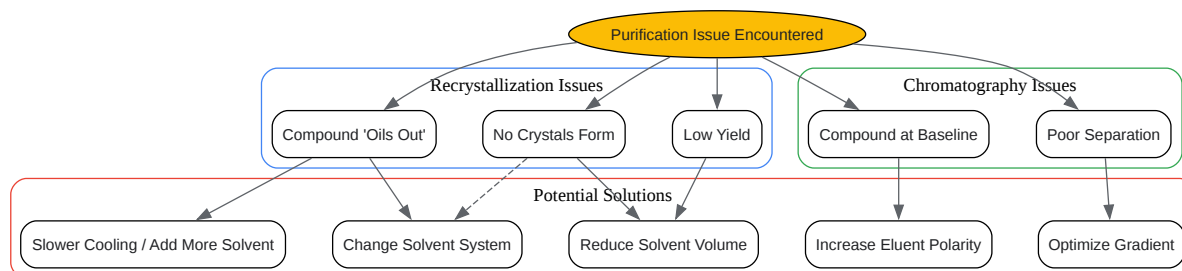 Purification Issue Encountered
Recrystallization Issues
Chromatography Issues
Compound 'Oils Out'
No Crystals Form
Low Yield
Compound at Baseline
Poor Separation
Potential Solutions
Slower Cooling / Add More Solvent
Change Solvent System
Reduce Solvent Volume
Increase Eluent Polarity
Optimize Gradient